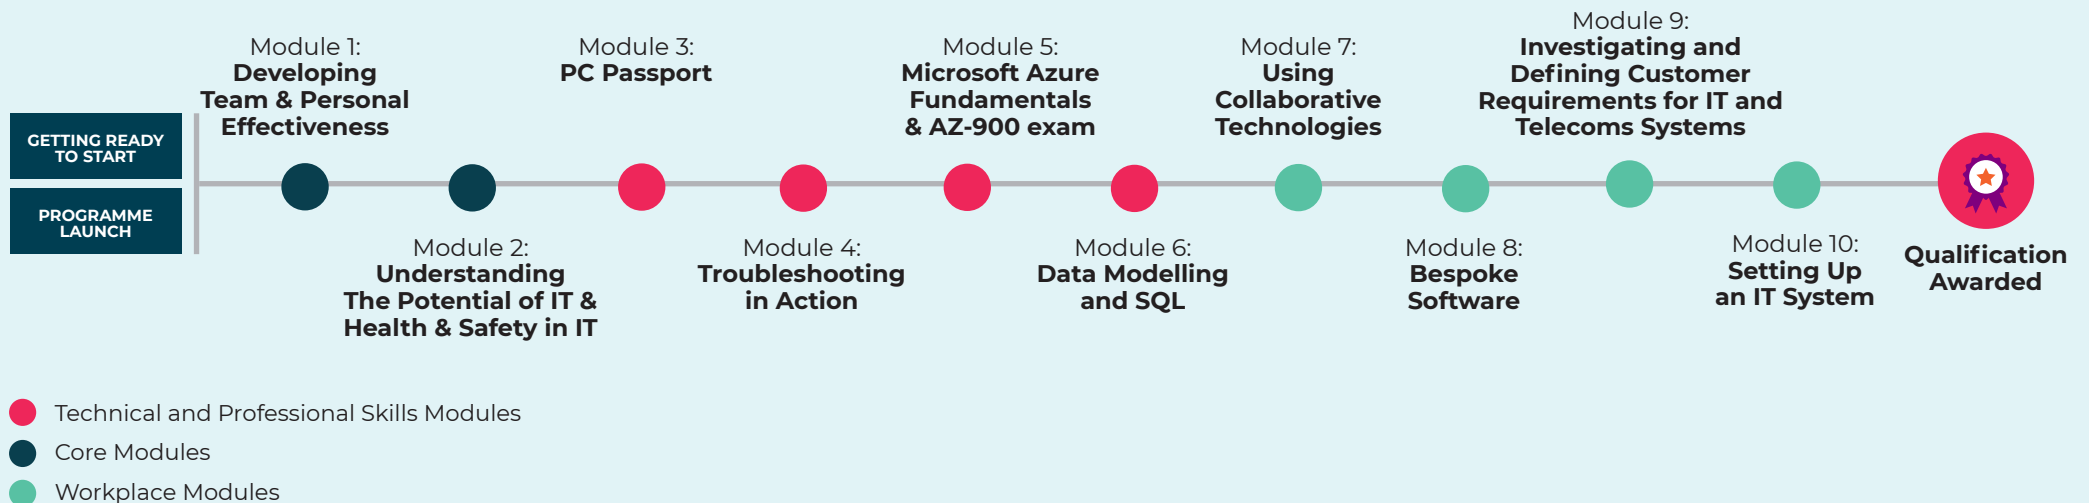 GETTING READY
TO START
PROGRAMME
LAUNCH
Module 1:
Developing
Team & Personal
Effectiveness
Module 2:
Understanding
The Potential of IT &
Health & Safety in IT
Module 3:
PC Passport
Module 4:
Troubleshooting
in Action
Module 5:
Microsoft Azure
Fundamentals
& AZ-900 exam
Module 6:
Data Modelling
and SQL
Module 7:
Using
Collaborative
Technologies
Module 8:
Bespoke
Software
Module 9:
Investigating and
Defining Customer
Requirements for IT and
Telecoms Systems
Module 10:
Setting Up
an IT System
Qualification
Awarded
Technical and Professional Skills Modules
Core Modules
Workplace Modules